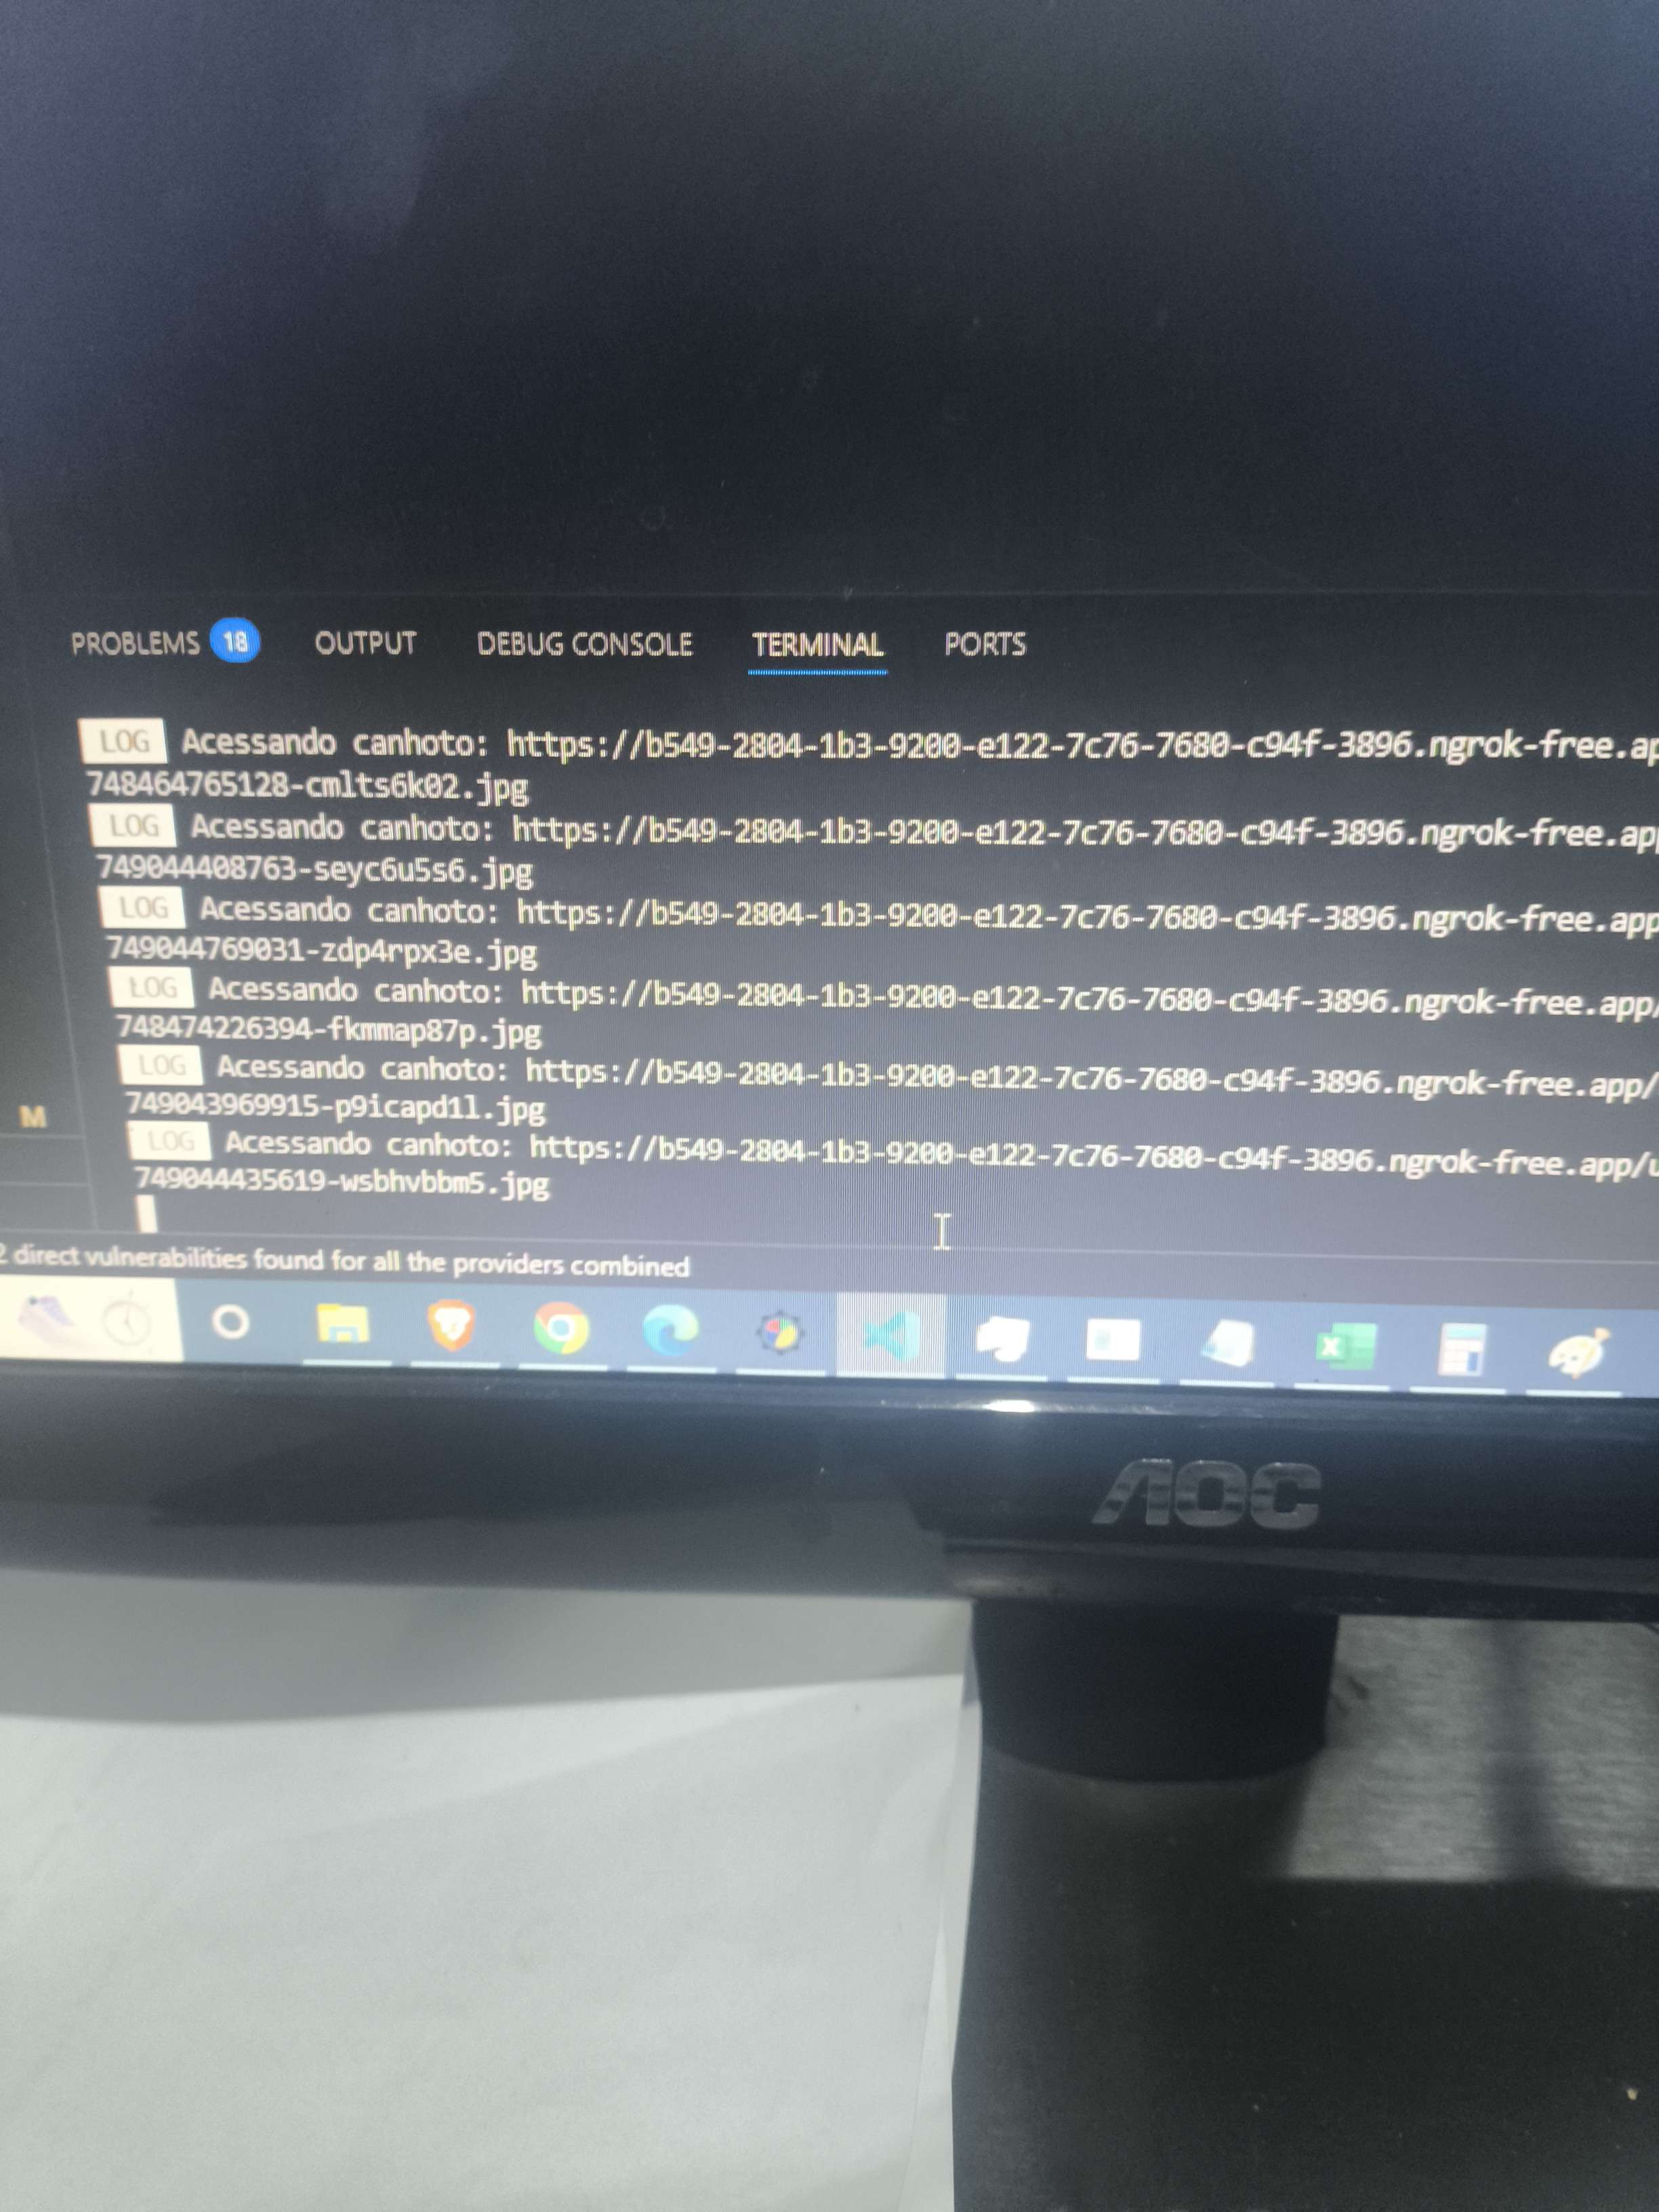 PROBLEMS 18 OUTPUT DEBUG CONSOLE TERMINAL PORTS
LOG Acessando canhoto: https://b549-2804-1b3-9200-e122-7c76-7680-c94f-3896.ngrok-free.ap
748464765128-cmlts6k02.jpg
LOG Acessando canhoto: https://b549-2804-1b3-9200-e122-7c76-7680-c94f-3896.ngrok-free.app
749044408763-seyc6u5s6.jpg
LOG Acessando canhoto: https://b549-2804-1b3-9200-e122-7c76-7680-c94f-3896.ngrok-free.app
749044769031-zdp4rpx3e.jpg
LOG Acessando canhoto: https://b549-2804-1b3-9200-e122-7c76-7680-c94f-3896.ngrok-free.app/
748474226394-fkmmap87p.jpg
LOG Acessando canhoto: https://b549-2804-1b3-9200-e122-7c76-7680-c94f-3896.ngrok-free.app/
749043969915-p9icapd1l.jpg
M
LOG Acessando canhoto: https://b549-2804-1b3-9200-e122-7c76-7680-c94f-3896.ngrok-free.app/u
749044435619-wsbhvbbm5.jpg
2 direct vulnerabilities found for all the providers combined
AOC